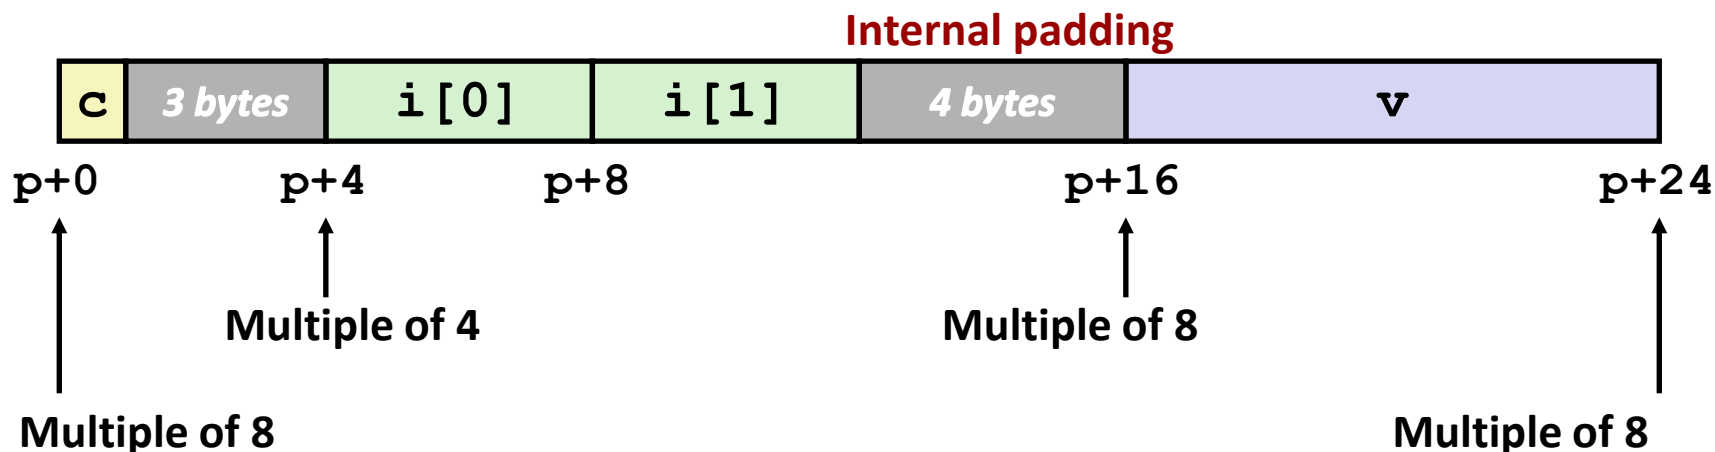 Internal padding
c 3 bytes i[0] i[1] 4 bytes v
p+0 p+4 p+8 p+16 p+24
Multiple of 4 Multiple of 8
Multiple of 8 Multiple of 8